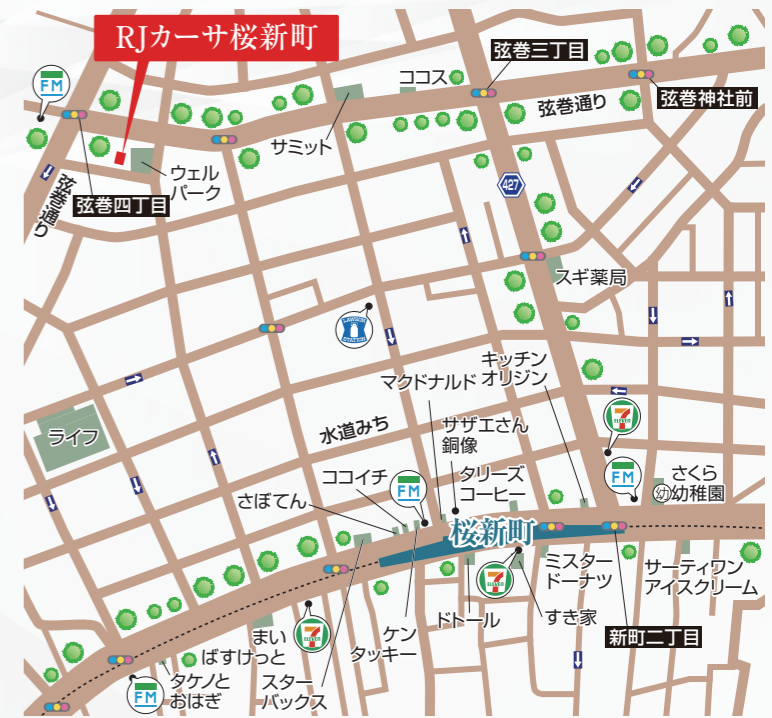 RJカーサ桜新町
弦巻三丁目
ココス
FM
弦巻通り
弦巻神社前
サミット
ウェル
パーク
弦巻通り
弦巻四丁目
427
スギ薬局
LAWSON
STATION
キッチン
オリジン
マクドナルド
7
ELEVEN
サザエさん
銅像
水道みち
ライフ
タリーズ
コーヒー
ココイチ
FM
FM
さくら
幼 幼稚園
さぼてん
桜新町
ミスター
ドーナツ
サーティワン
アイスクリーム
7
ELEVEN
すき家
ドトール
新町二丁目
ケン
タッキー
7
ELEVEN
まい
ばすけっと
スター
バックス
タケノと
おはぎ
FM